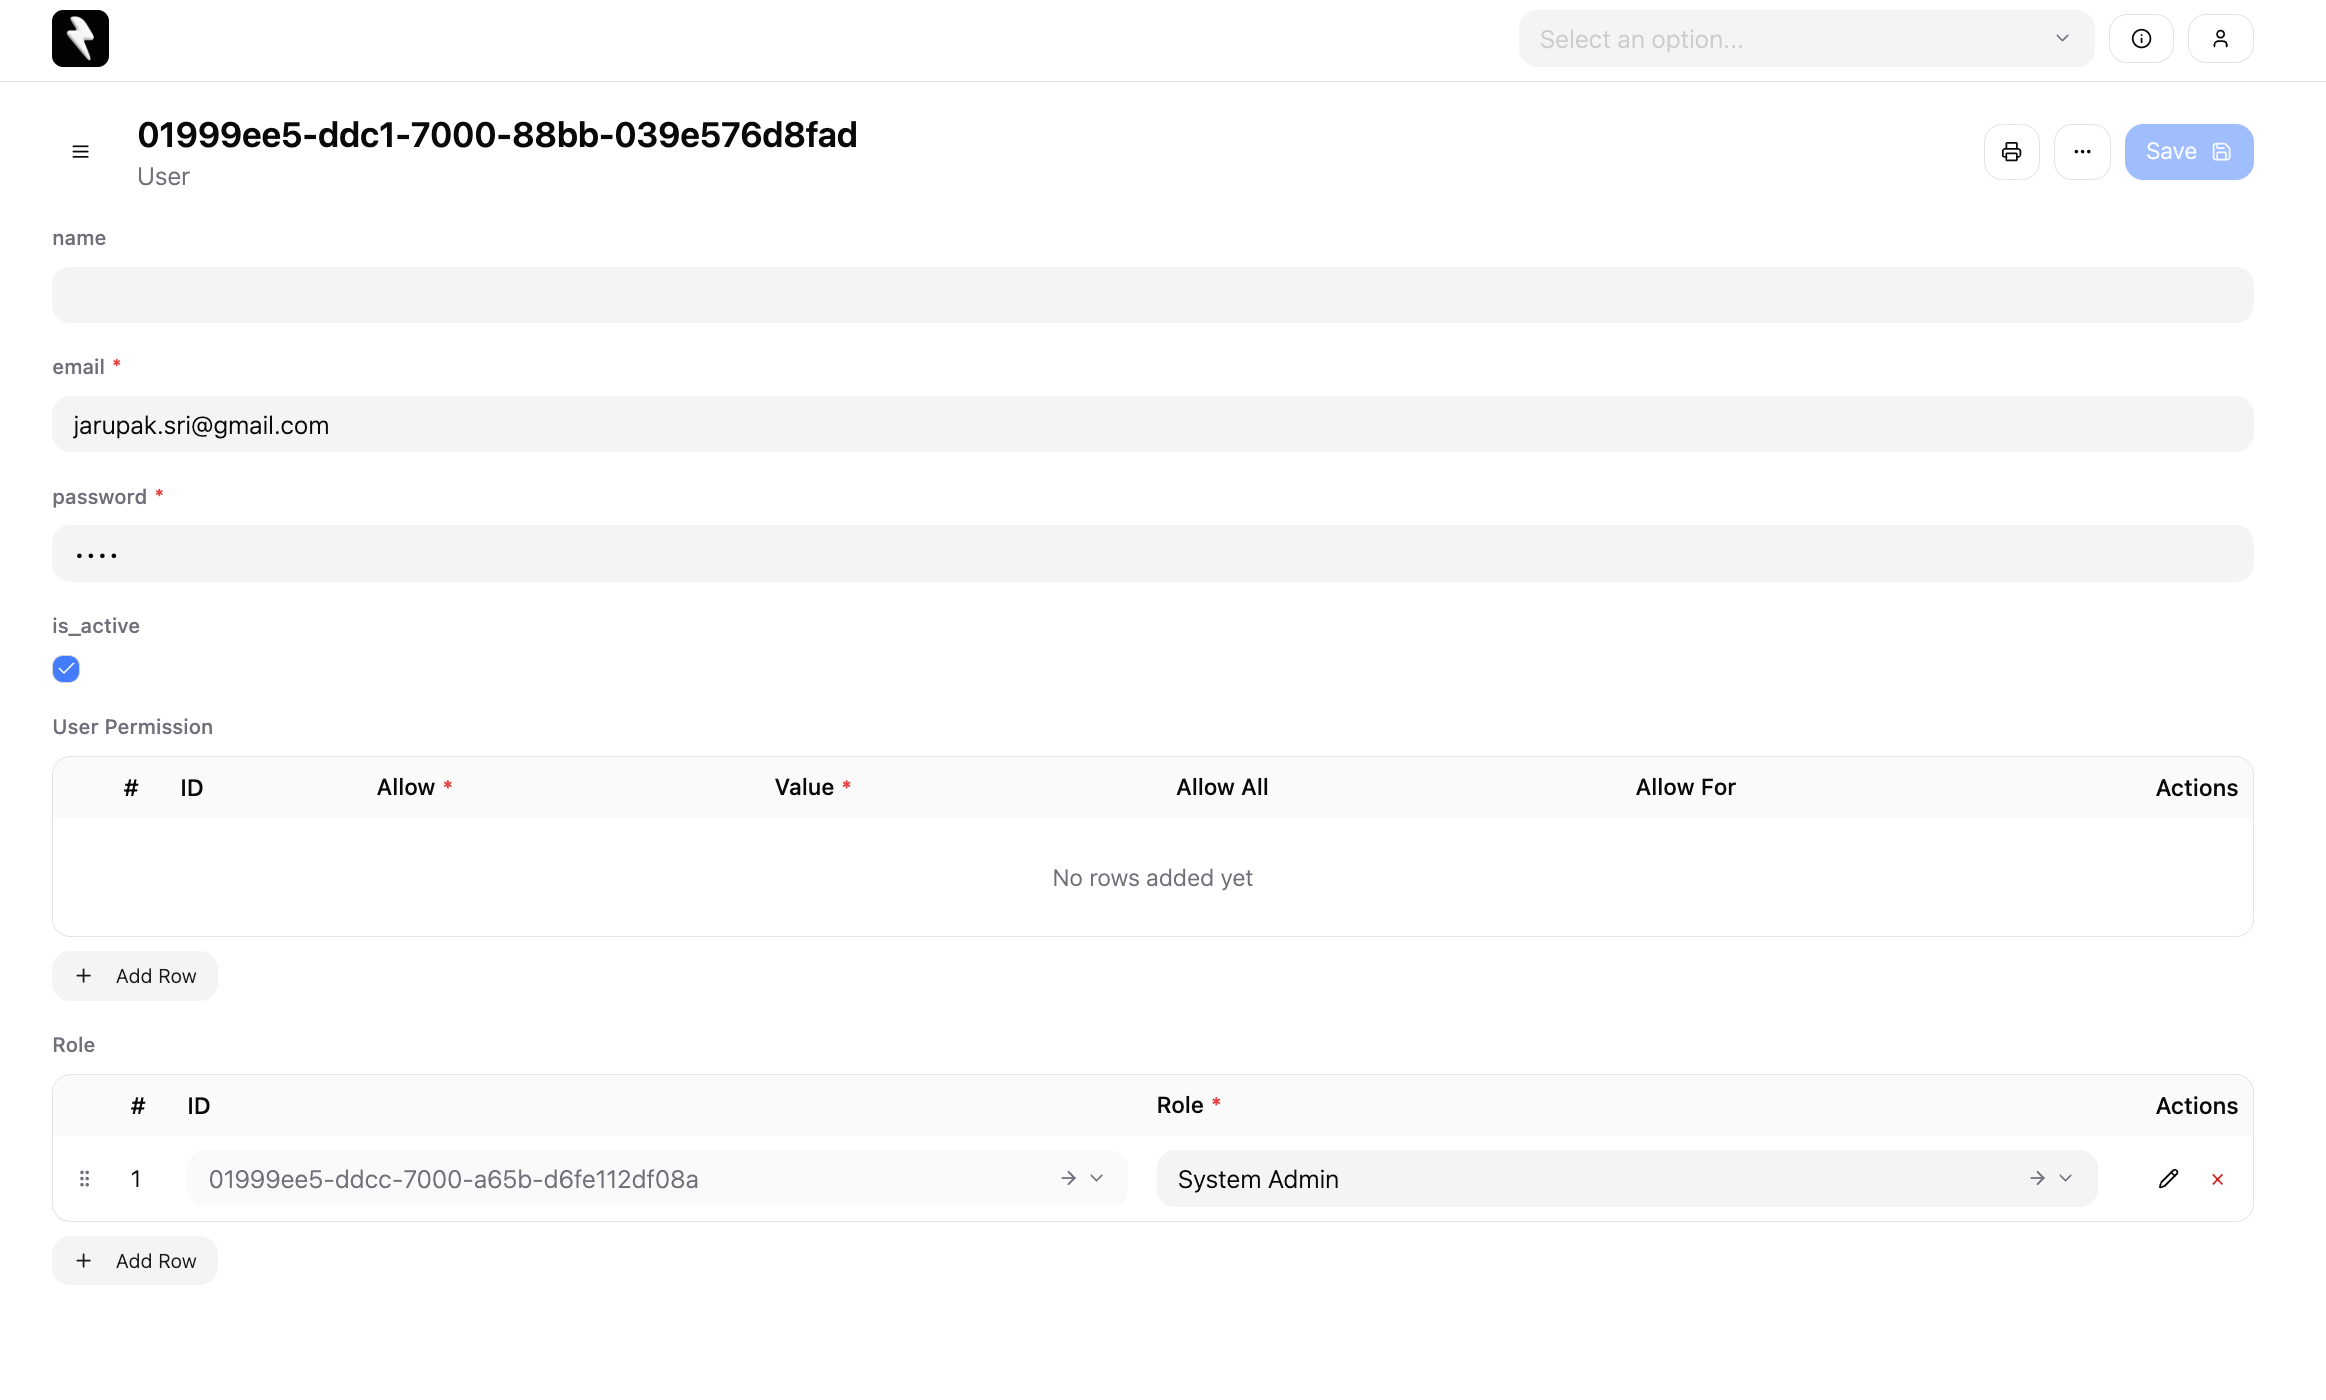 Select an option...
01999ee5-ddc1-7000-88bb-039e576d8fad
User
Save
name
email *
jarupak.sri@gmail.com
password *
••••
is_active
User Permission
# ID Allow * Value * Allow All Allow For Actions
No rows added yet
+ Add Row
Role
# ID Role * Actions
1 01999ee5-ddcc-7000-a65b-d6fe112df08a System Admin
+ Add Row